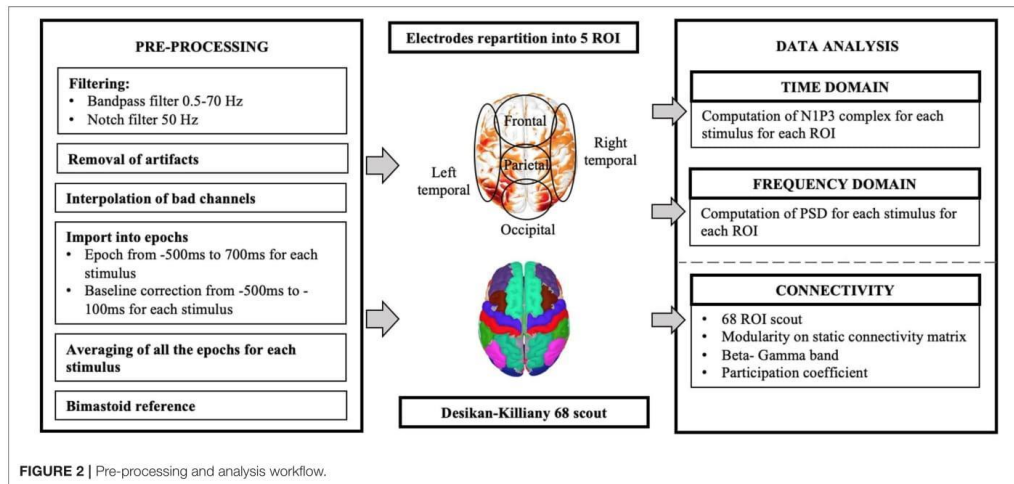 PRE-PROCESSING
Filtering:
• Bandpass filter 0.5-70 Hz
• Notch filter 50 Hz
Removal of artifacts
Interpolation of bad channels
Import into epochs
• Epoch from -500ms to 700ms for each
stimulus
• Baseline correction from -500ms to -
100ms for each stimulus
Averaging of all the epochs for each
stimulus
Bimastoid reference
Electrodes repartition into 5 ROI
Frontal
Parietal
Left
temporal
Right
temporal
Occipital
Desikan-Killiany 68 scout
DATA ANALYSIS
TIME DOMAIN
Computation of N1P3 complex for each
stimulus for each ROI
FREQUENCY DOMAIN
Computation of PSD for each stimulus for
each ROI
CONNECTIVITY
• 68 ROI scout
• Modularity on static connectivity matrix
• Beta- Gamma band
• Participation coefficient
FIGURE 2 | Pre-processing and analysis workflow.